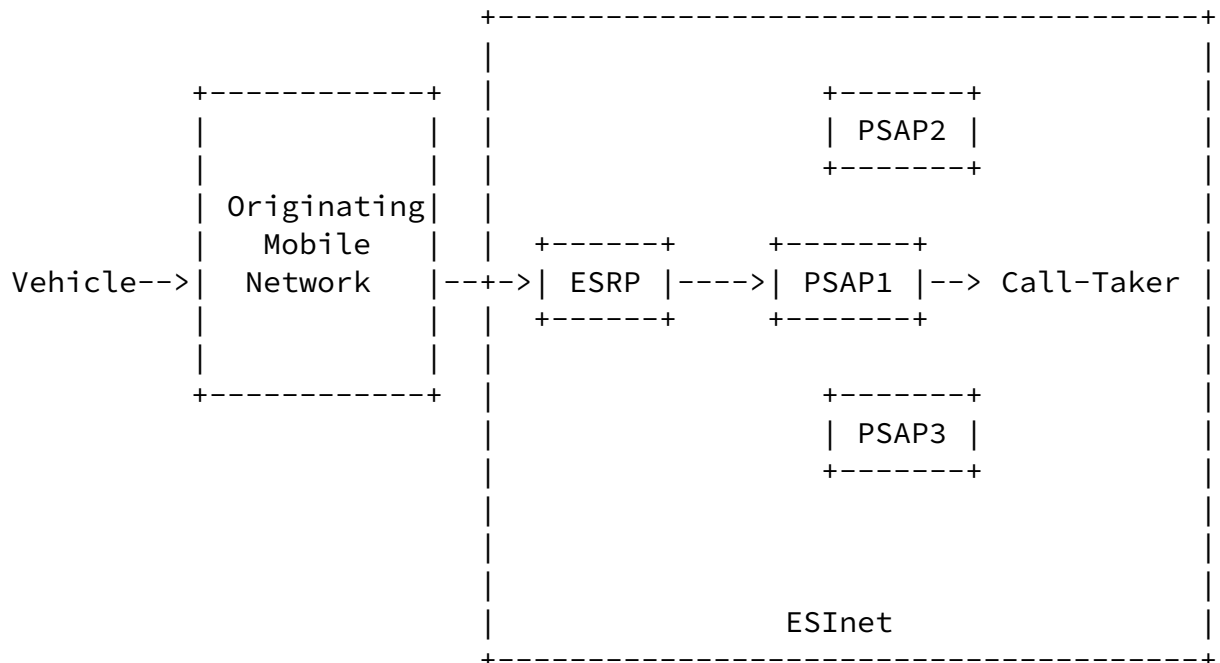 PSAP2
Originating
Mobile
Vehicle-->| Network |--+->| ESRP |---->| PSAP1 |--> Call-Taker
PSAP3
ESInet